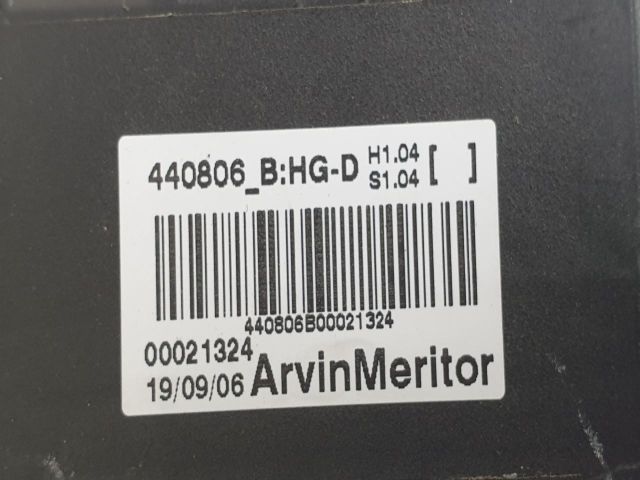 440806_B:HG-D H1.04 [ ]
S1.04
440806B00021324
00021324
19/09/06 ArvinMeritor